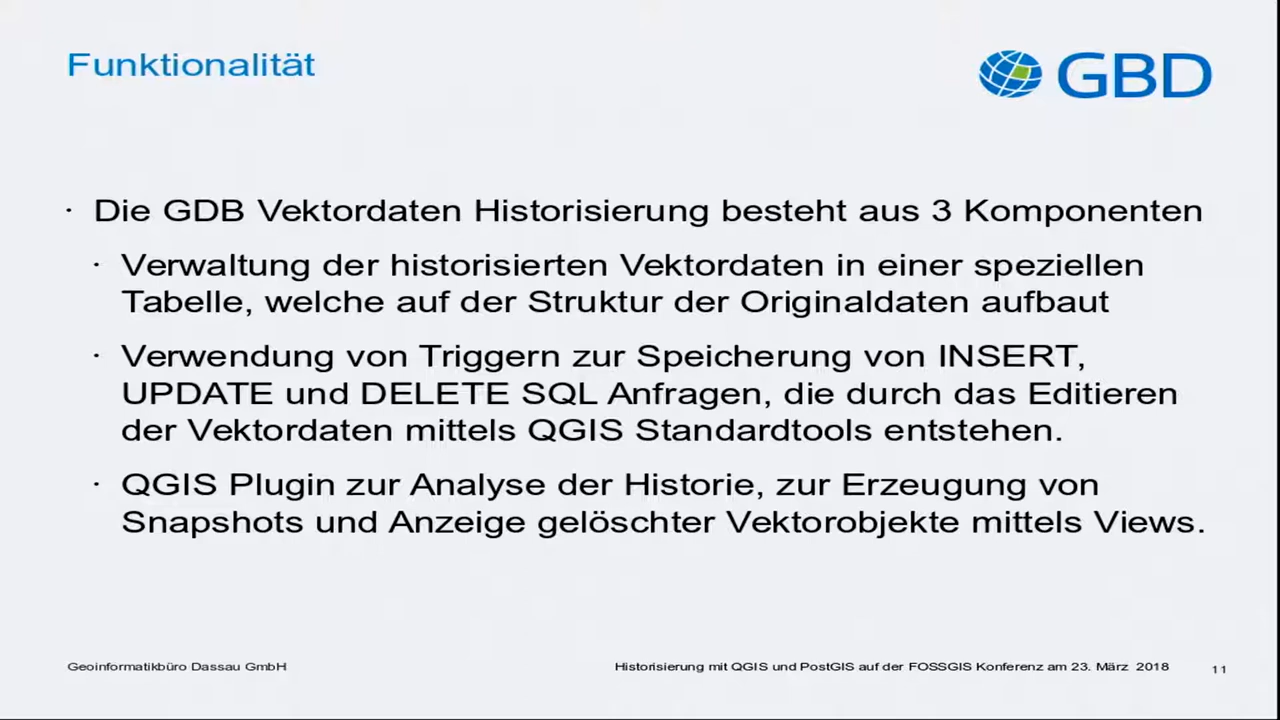 Funktionalität
GBD
· Die GDB Vektordaten Historisierung besteht aus 3 Komponenten
· Verwaltung der historisierten Vektordaten in einer speziellen
Tabelle, welche auf der Struktur der Originaldaten aufbaut
· Verwendung von Triggern zur Speicherung von INSERT,
UPDATE und DELETE SQL Anfragen, die durch das Editieren
der Vektordaten mittels QGIS Standardtools entstehen.
· QGIS Plugin zur Analyse der Historie, zur Erzeugung von
Snapshots und Anzeige gelöschter Vektorobjekte mittels Views.
Geoinformatikbüro Dassau GmbH
Historisierung mit QGIS und PostGIS auf der FOSSGIS Konferenz am 23. März 2018
11